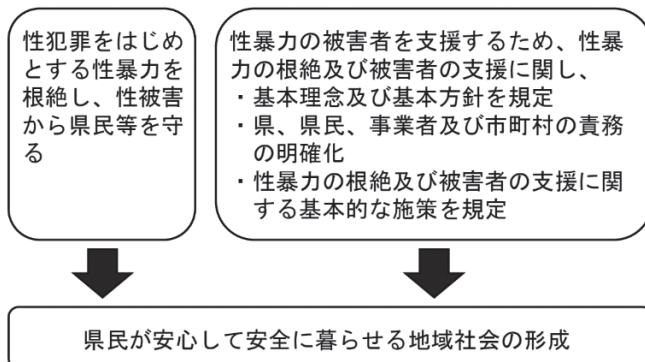 性犯罪をはじめ
とする性暴力を
根絶し、性被害
から県民等を守
る
性暴力の被害者を支援するため、性暴
力の根絶及び被害者の支援に関し、
・基本理念及び基本方針を規定
・県、県民、事業者及び市町村の責務
の明確化
・性暴力の根絶及び被害者の支援に関
する基本的な施策を規定
県民が安心して安全に暮らせる地域社会の形成